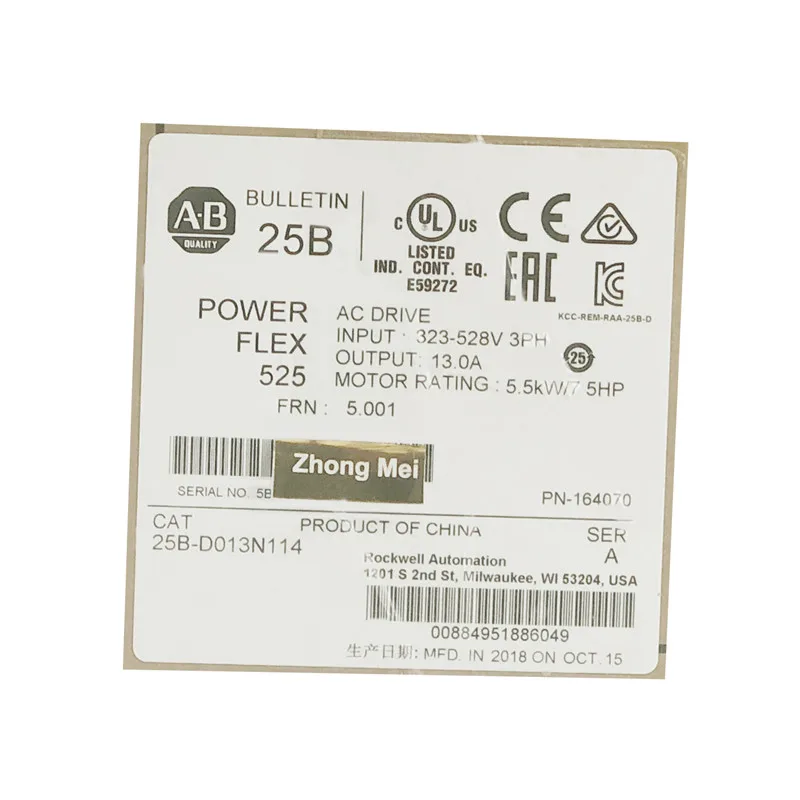 A-B
QUALITY
BULLETIN
25B
C UL US
LISTED
IND. CONT. EQ.
E59272
CE
EAC
KCC-REM-RAA-25B-D
POWER
FLEX
525
AC DRIVE
INPUT : 323-528V 3PH
OUTPUT: 13.0A
MOTOR RATING : 5.5kW/7.5HP
25
FRN : 5.001
Zhong Mei
SERIAL NO. 5B
PN-164070
CAT
25B-D013N114
PRODUCT OF CHINA
SER
A
Rockwell Automation
1201 S 2nd St, Milwaukee, WI 53204, USA
00884951886049
生产日期: MFD. IN 2018 ON OCT. 15